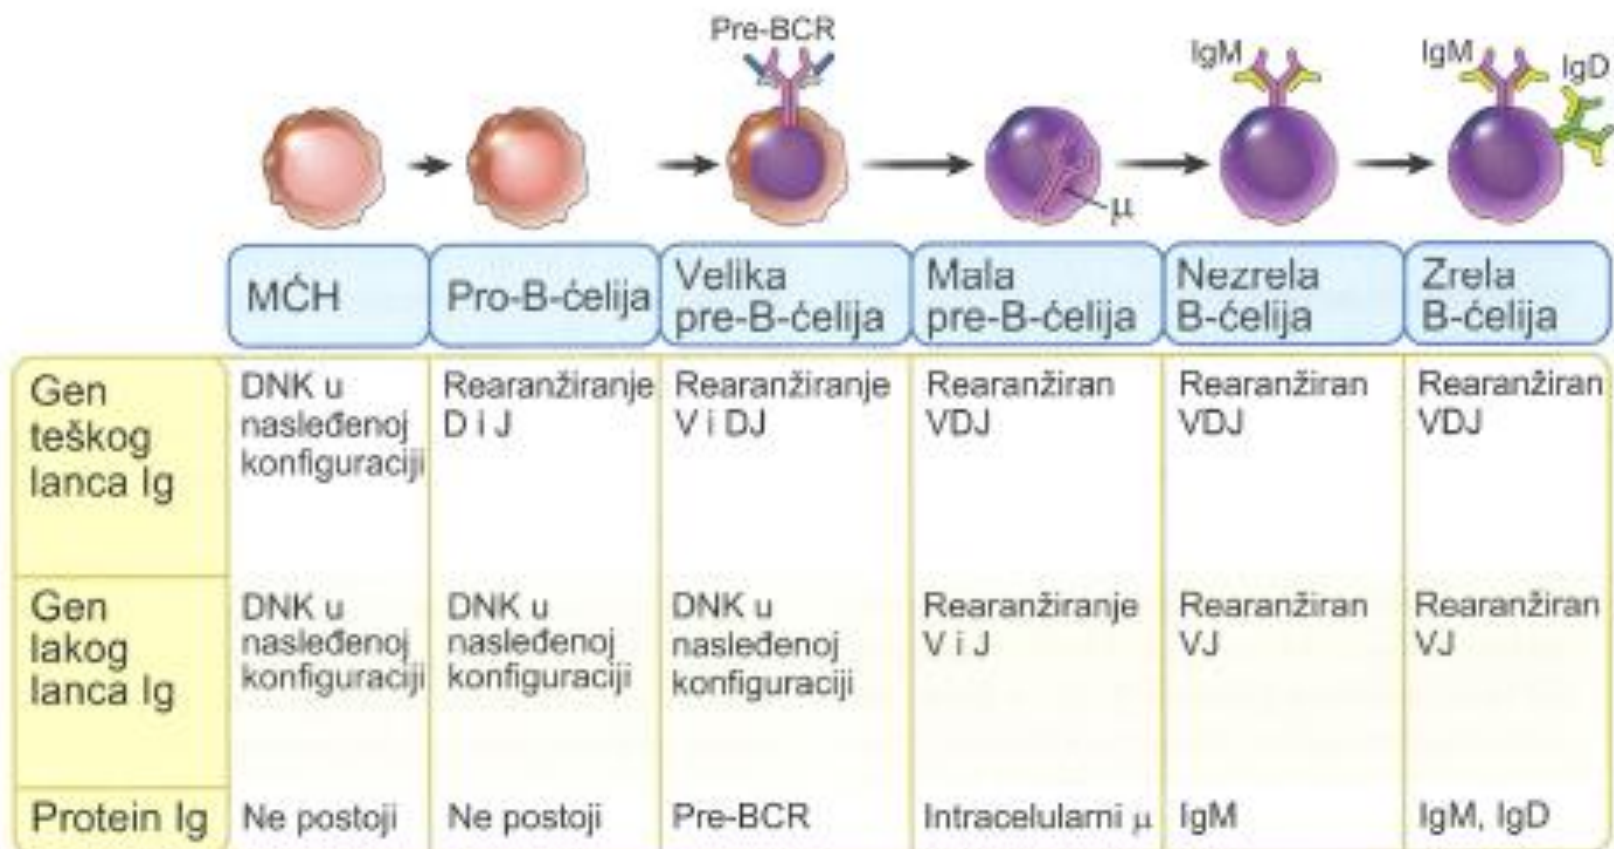 Pre-BCR
IgM
IgM
IgD
μ
MĆH
Pro-B-ćelija
Velika
pre-B-ćelija
Mala
pre-B-ćelija
Nezrela
B-ćelija
Zrela
B-ćelija
Gen
teškog
lanca Ig
DNK u
nasleđenoj
konfiguraciji
Rearanžiranje
D i J
Rearanžiranje
V i DJ
Rearanžiran
VDJ
Rearanžiran
VDJ
Rearanžiran
VDJ
Gen
lakog
lanca Ig
DNK u
nasleđenoj
konfiguraciji
DNK u
nasleđenoj
konfiguraciji
DNK u
nasleđenoj
konfiguraciji
Rearanžiranje
V i J
Rearanžiran
VJ
Rearanžiran
VJ
Protein Ig
Ne postoji
Ne postoji
Pre-BCR
Intracelularni μ
IgM
IgM, IgD